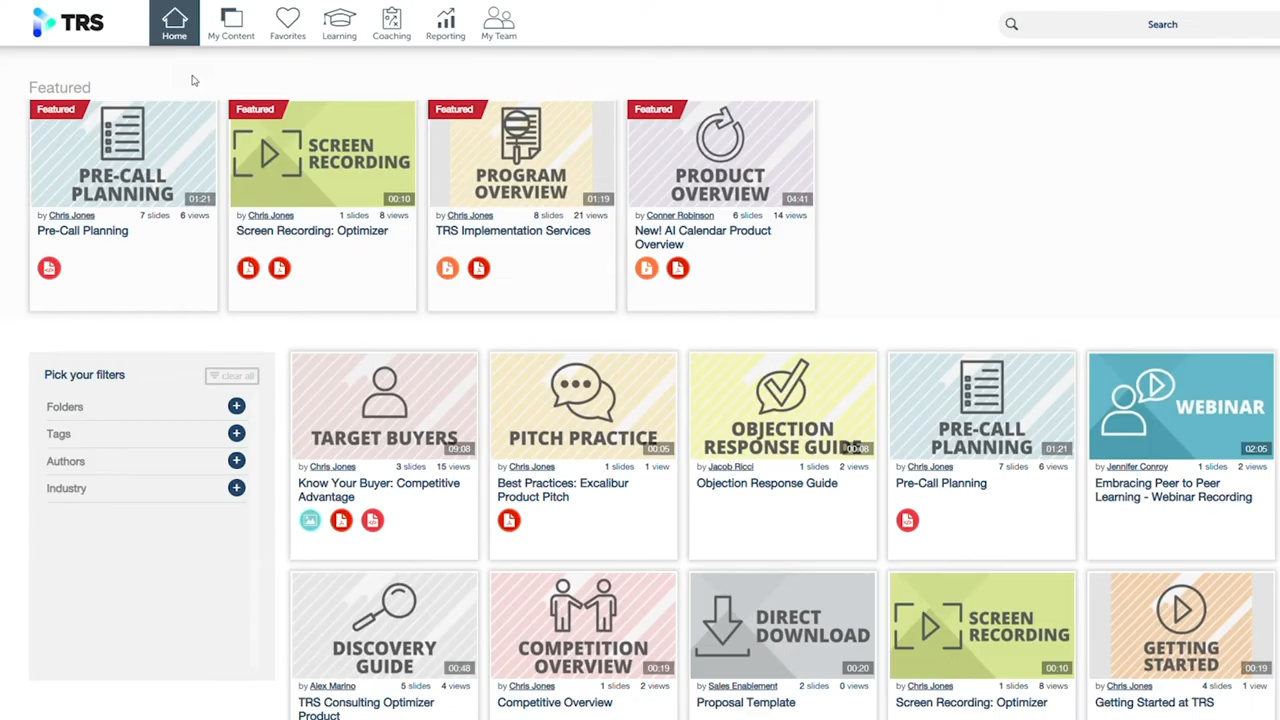 TRS
Home
My Content
Favorites
Learning
Coaching
Reporting
My Team
Search
Featured
Featured
PRE-CALL
PLANNING
01:21
by Chris Jones 7 slides 6 views
Pre-Call Planning
Featured
SCREEN
RECORDING
00:10
by Chris Jones 1 slides 8 views
Screen Recording: Optimizer
Featured
PROGRAM
OVERVIEW
01:19
by Chris Jones 8 slides 21 views
TRS Implementation Services
Featured
PRODUCT
OVERVIEW
04:41
by Conner Robinson 6 slides 14 views
New! AI Calendar Product
Overview
Pick your filters
clear all
Folders
Tags
Authors
Industry
TARGET BUYERS
09:08
by Chris Jones 3 slides 15 views
Know Your Buyer: Competitive
Advantage
PITCH PRACTICE
00:05
by Chris Jones 1 slides 1 view
Best Practices: Excalibur
Product Pitch
OBJECTION
RESPONSE GUIDE
00:08
by Jacob Ricci 1 slides 2 views
Objection Response Guide
PRE-CALL
PLANNING
01:21
by Chris Jones 7 slides 6 views
Pre-Call Planning
WEBINAR
02:05
by Jennifer Conroy 1 slides 2 views
Embracing Peer to Peer
Learning - Webinar Recording
DISCOVERY
GUIDE
00:48
by Alex Marino 5 slides 4 views
TRS Consulting Optimizer
Product
COMPETITION
OVERVIEW
00:19
by Chris Jones 1 slides 2 views
Competitive Overview
DIRECT
DOWNLOAD
00:20
by Sales Enablement 2 slides 0 views
Proposal Template
SCREEN
RECORDING
00:10
by Chris Jones 1 slides 8 views
Screen Recording: Optimizer
GETTING
STARTED
00:19
by Chris Jones 4 slides 1 view
Getting Started at TRS